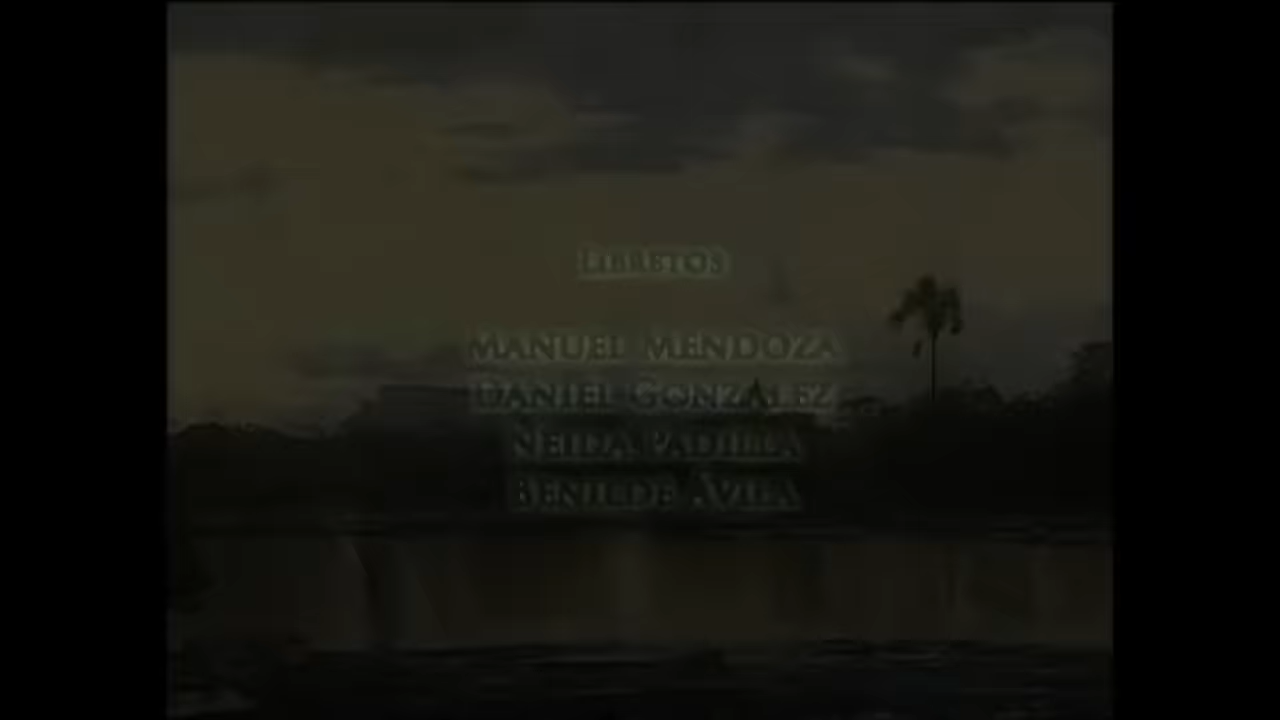 LIBRETOS
MANUEL MENDOZA
DANIEL GONZÁLEZ
NEIDA PADILLA
BENILDE ÁVILA